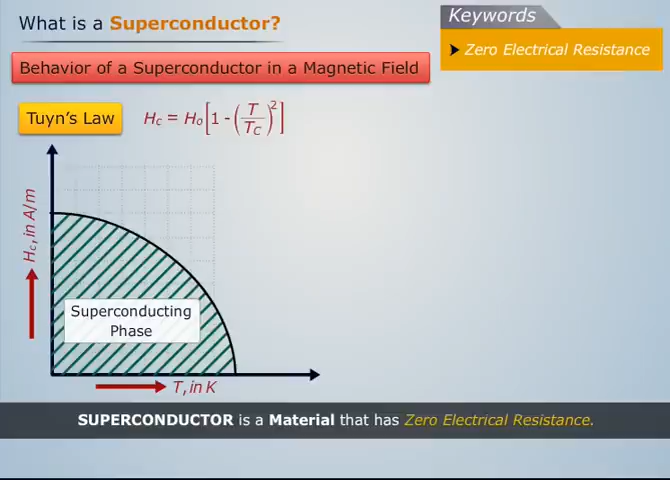 What is a Superconductor?
Keywords
➤ Zero Electrical Resistance
Behavior of a Superconductor in a Magnetic Field
Tuyn's Law
Hc = Ho [1 - (T/TC)²]
Hc, in A/m
Superconducting
Phase
T, in K
SUPERCONDUCTOR is a Material that has Zero Electrical Resistance.